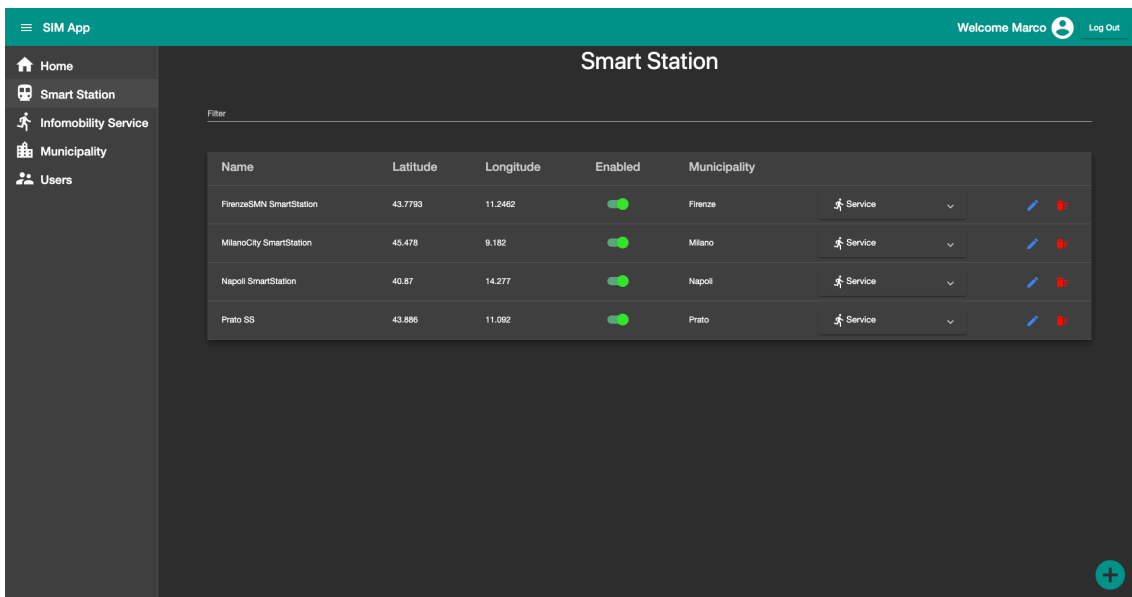 SIM App
Welcome Marco
Log Out
Home
Smart Station
Infomobility Service
Municipality
Users
Smart Station
Filter
Name Latitude Longitude Enabled Municipality
FirenzeSMN SmartStation 43.7793 11.2462 Firenze Service
MilanoCity SmartStation 45.478 9.182 Milano Service
Napoli SmartStation 40.87 14.277 Napoli Service
Prato SS 43.886 11.092 Prato Service